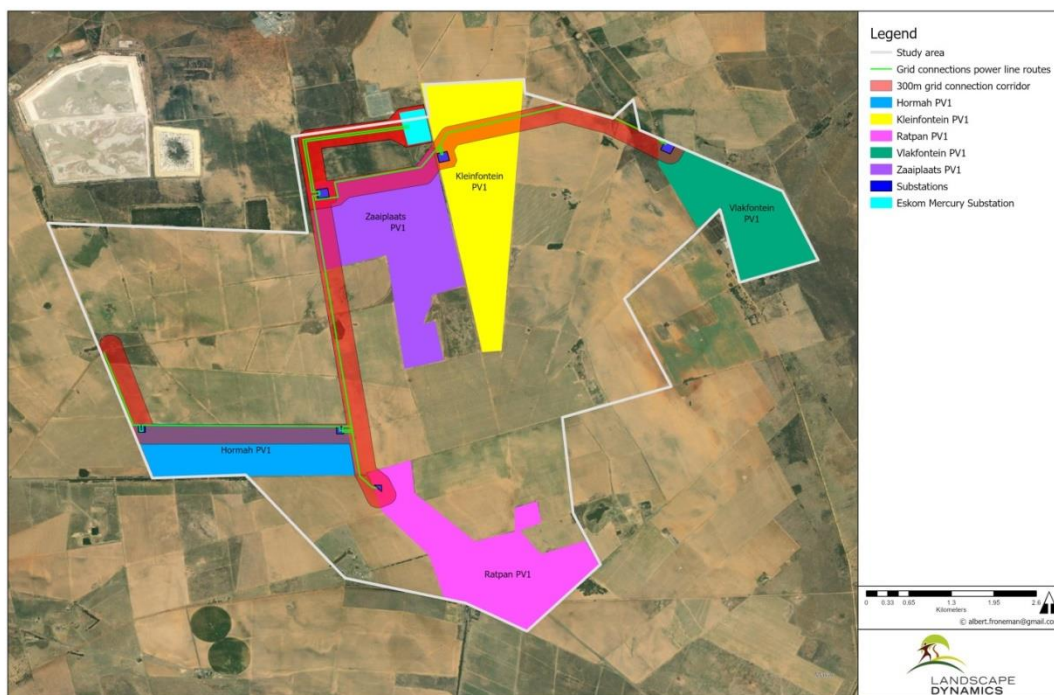 Legend
Study area
Grid connections power line routes
300m grid connection corridor
Hormah PV1
Kleinfontein PV1
Ratpan PV1
Vlakfontein PV1
Zaaiplaats PV1
Substations
Eskom Mercury Substation
Kleinfontein
PV1
Zaaiplaats
PV1
Vlakfontein
PV1
Hormah PV1
Ratpan PV1
0 0.33 0.65 1.3 1.95 2.6
Kilometers
© albert.froneman@gmail.co
LANDSCAPE
DYNAMICS